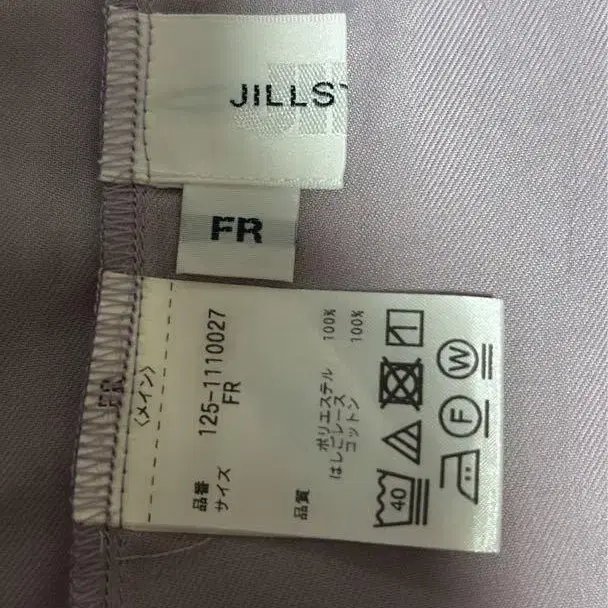 JILLS
FR
FR
〈メイン〉
品番 125-1110027
サイズ FR
品質 ポリエステル 100%
はしごレース
コットン 100%
40
W
F